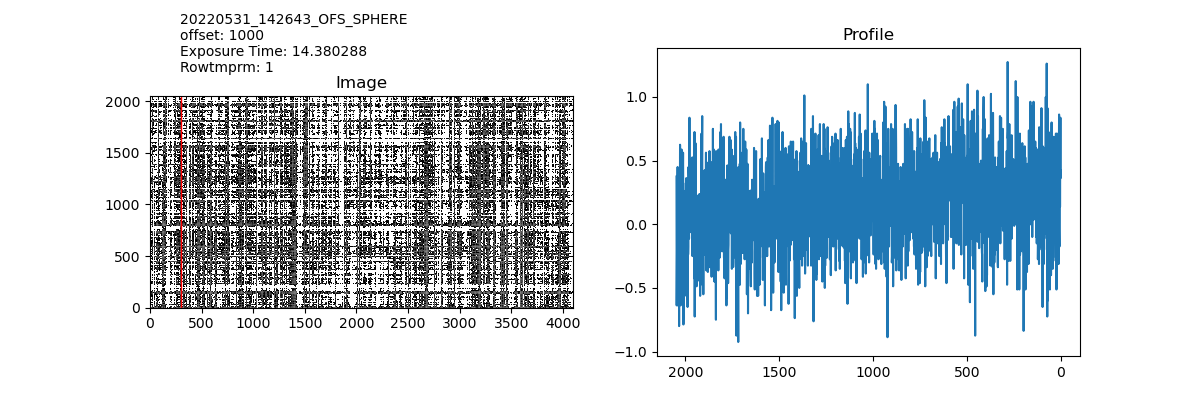 20220531_142643_OFS_SPHERE
offset: 1000
Exposure Time: 14.380288
Rowtmprm: 1
Image
2000
1500
1000
500
0
0 500 1000 1500 2000 2500 3000 3500 4000
Profile
1.0
0.5
0.0
−0.5
−1.0
2000 1500 1000 500 0